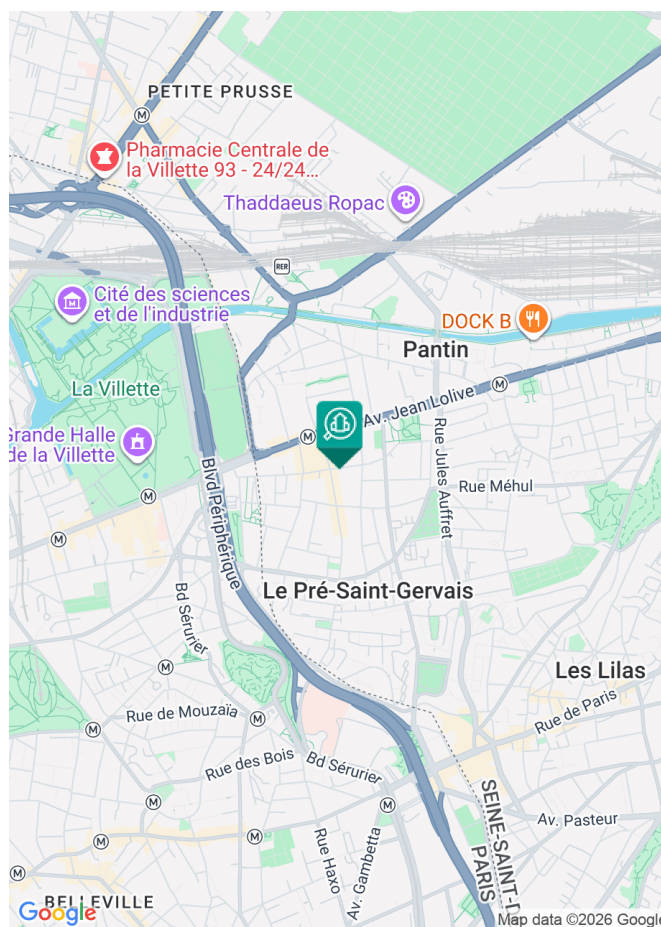 PETITE PRUSSE
M
Pharmacie Centrale de
la Villette 93 - 24/24...
Thaddaeus Ropac
RER
Cité des sciences
et de l'industrie
DOCK B
Pantin
M
La Villette
Av. Jean Lolive
M
Grande Halle
de la Villette
M
Rue Jules Auffret
Rue Méhul
M
Blvd Périphérique
Le Pré-Saint-Gervais
Bd Sérurier
M
Les Lilas
Rue de Mouzaïa
M
M
Rue de Paris
Rue des Bois
Bd Sérurier
M
M
M
Av. Pasteur
SEINE-SAINT-D
PARIS
M
M
Rue Haxo
Av. Gambetta
M
BELLEVILLE
Google
Map data ©2026 Google